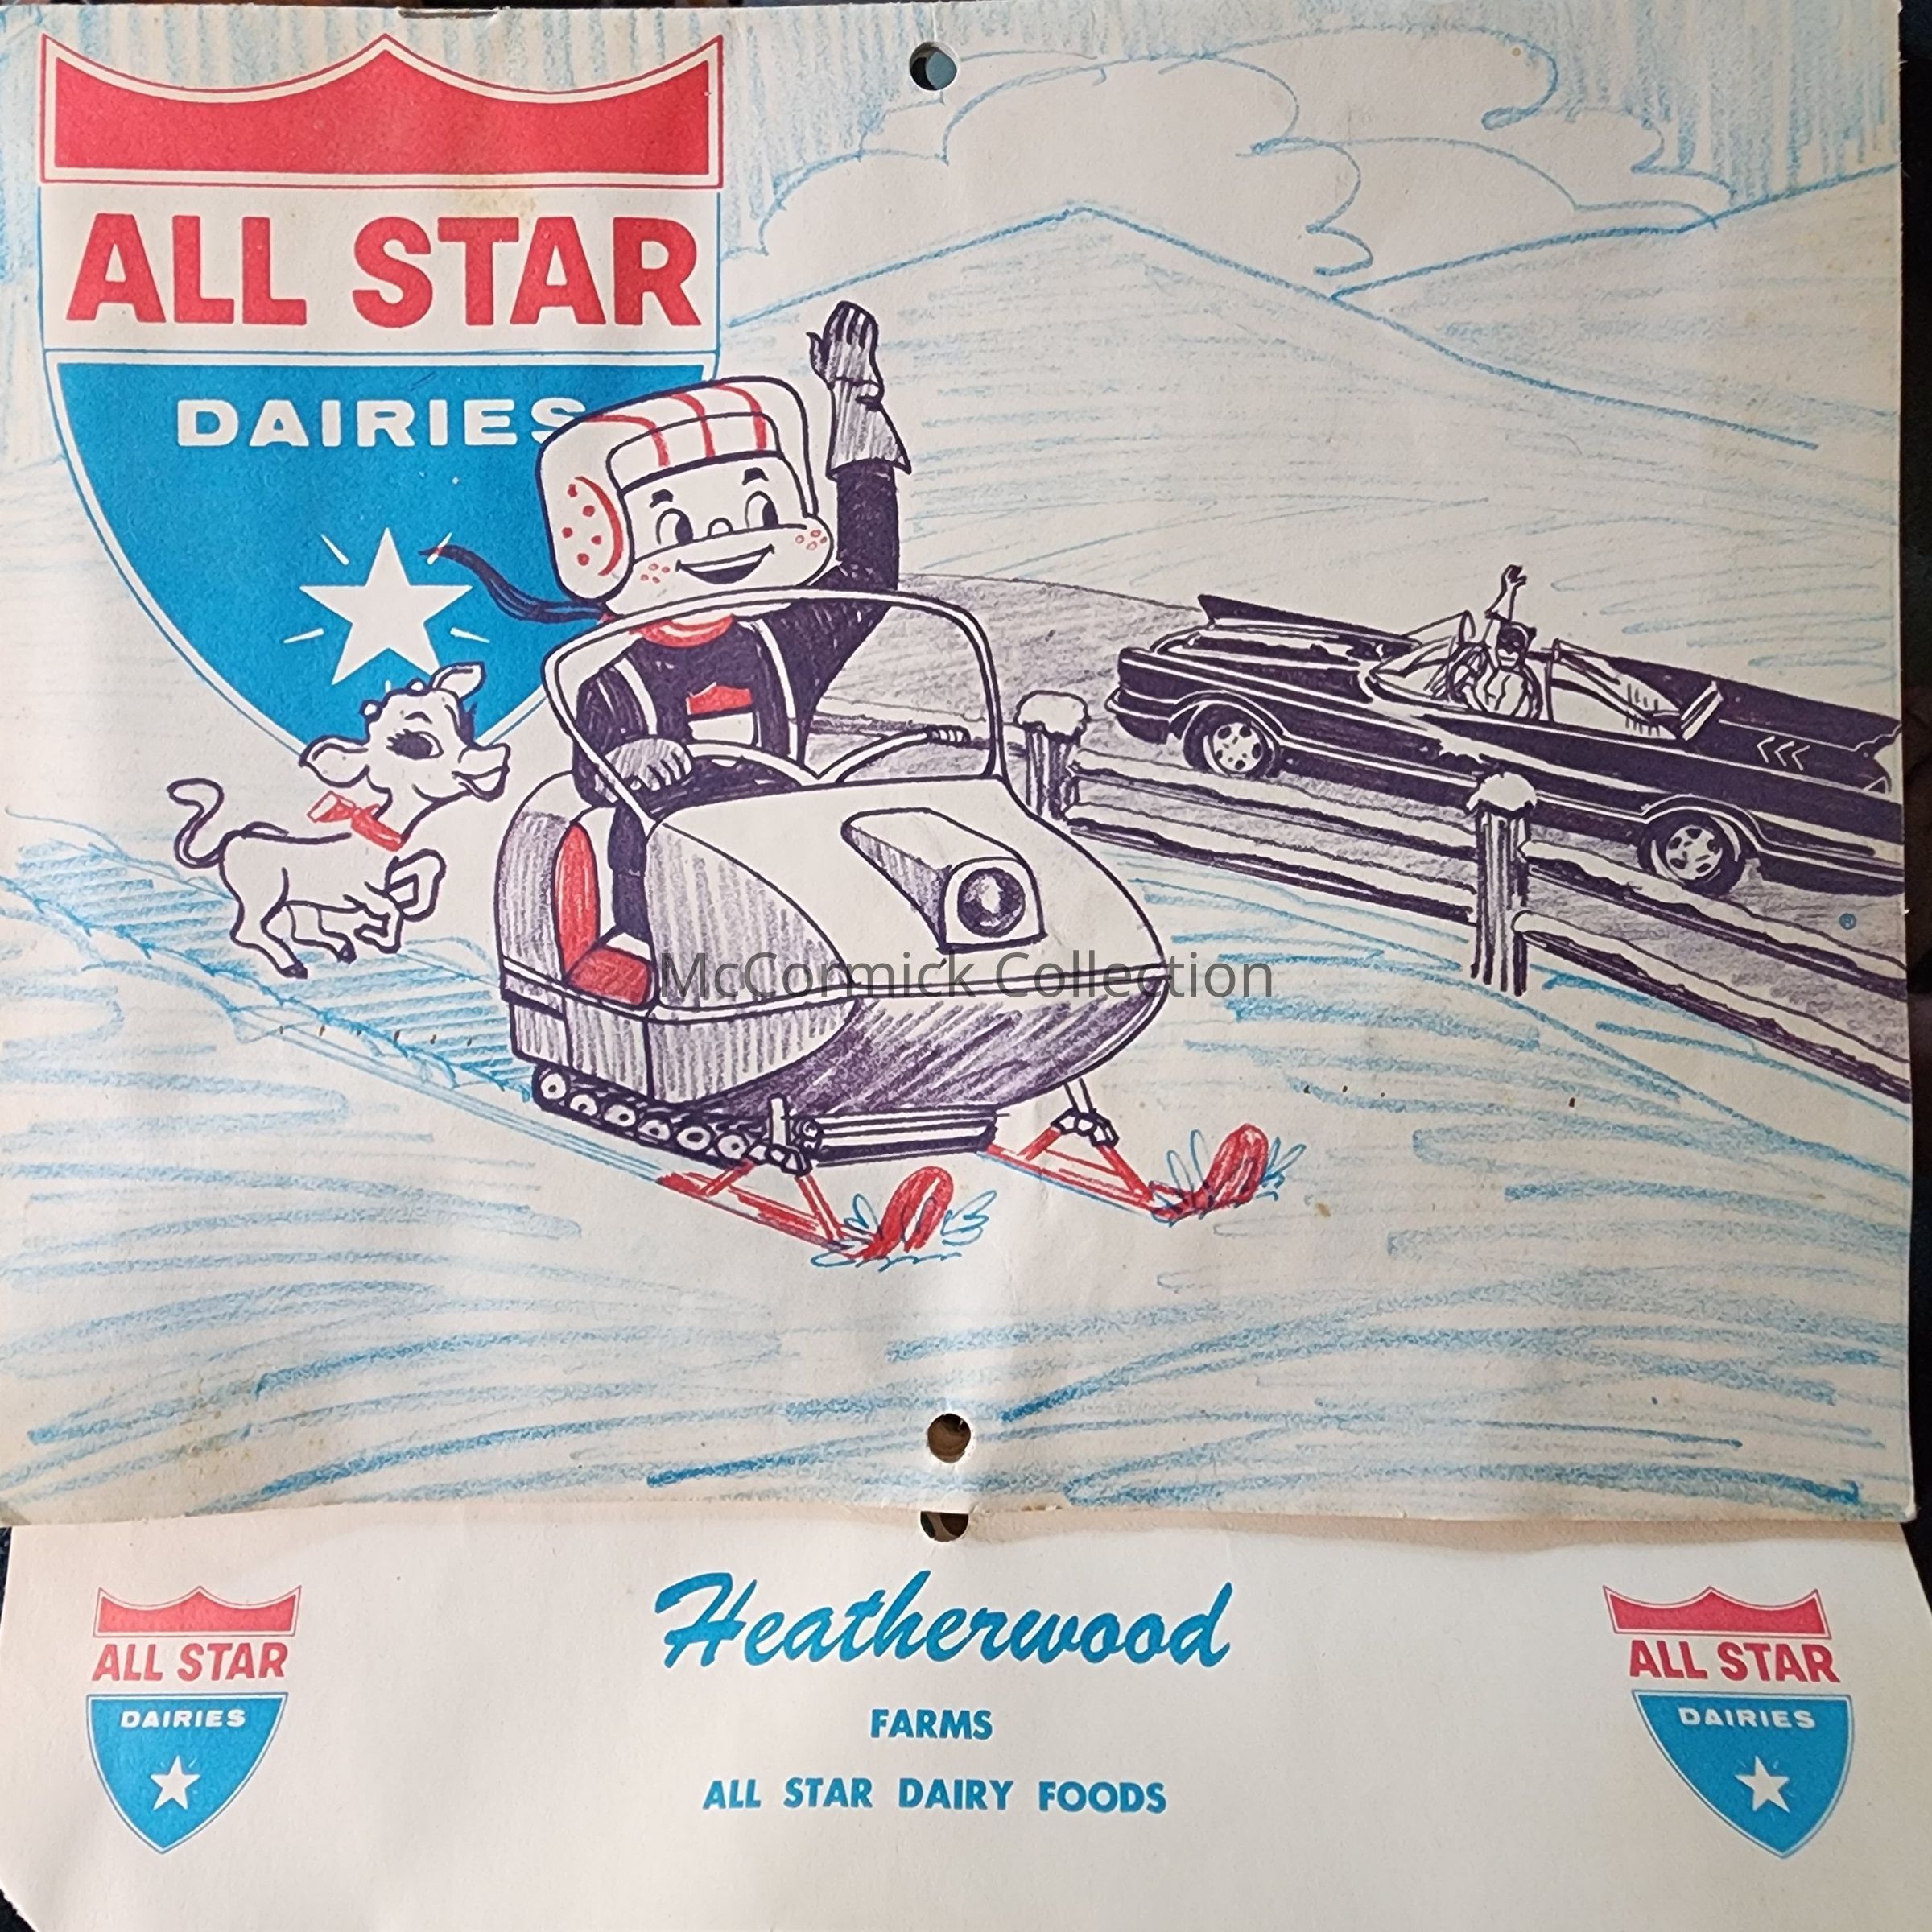 ALL STAR
DAIRIES
®
McCormick Collection
Heatherwood
FARMS
ALL STAR DAIRY FOODS
ALL STAR
DAIRIES
ALL STAR
DAIRIES